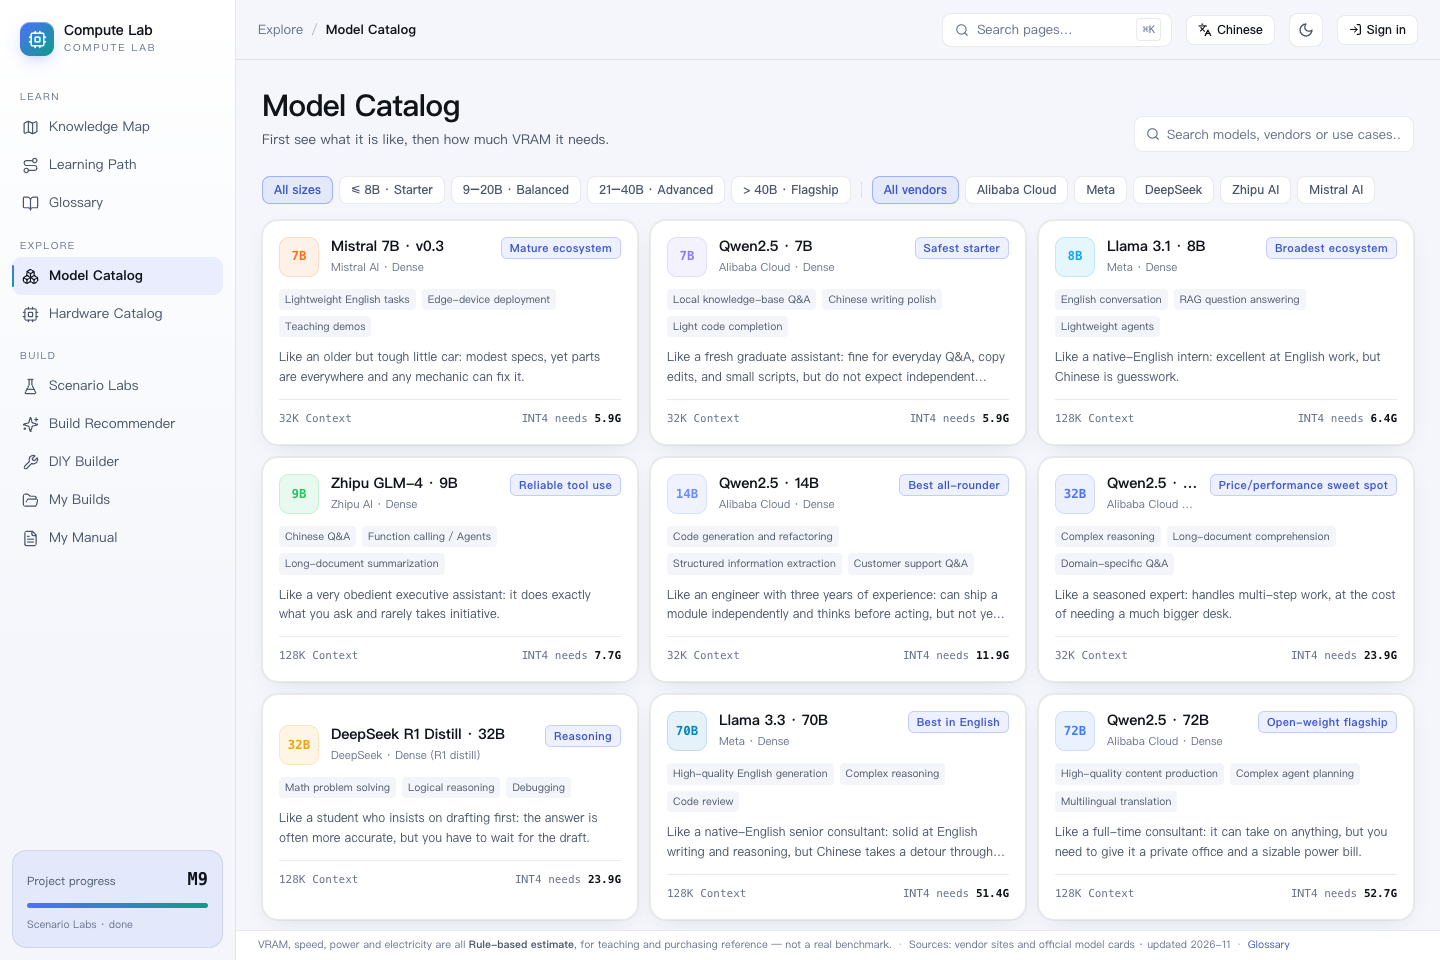 Compute Lab
COMPUTE LAB
LEARN
Knowledge Map
Learning Path
Glossary
EXPLORE
Model Catalog
Hardware Catalog
BUILD
Scenario Labs
Build Recommender
DIY Builder
My Builds
My Manual
Project progress M9
Scenario Labs · done
Explore / Model Catalog
Search pages... ⌘K
Chinese
Sign in
Model Catalog
First see what it is like, then how much VRAM it needs.
Search models, vendors or use cases..
All sizes ≤ 8B · Starter 9–20B · Balanced 21–40B · Advanced > 40B · Flagship All vendors Alibaba Cloud Meta DeepSeek Zhipu AI Mistral AI
7B Mistral 7B · v0.3 Mature ecosystem
Mistral AI · Dense
Lightweight English tasks Edge-device deployment
Teaching demos
Like an older but tough little car: modest specs, yet parts
are everywhere and any mechanic can fix it.
32K Context INT4 needs 5.9G
7B Qwen2.5 · 7B Safest starter
Alibaba Cloud · Dense
Local knowledge-base Q&A Chinese writing polish
Light code completion
Like a fresh graduate assistant: fine for everyday Q&A, copy
edits, and small scripts, but do not expect independent...
32K Context INT4 needs 5.9G
8B Llama 3.1 · 8B Broadest ecosystem
Meta · Dense
English conversation RAG question answering
Lightweight agents
Like a native-English intern: excellent at English work, but
Chinese is guesswork.
128K Context INT4 needs 6.4G
9B Zhipu GLM-4 · 9B Reliable tool use
Zhipu AI · Dense
Chinese Q&A Function calling / Agents
Long-document summarization
Like a very obedient executive assistant: it does exactly
what you ask and rarely takes initiative.
128K Context INT4 needs 7.7G
14B Qwen2.5 · 14B Best all-rounder
Alibaba Cloud · Dense
Code generation and refactoring
Structured information extraction Customer support Q&A
Like an engineer with three years of experience: can ship a
module independently and thinks before acting, but not ye...
32K Context INT4 needs 11.9G
32B Qwen2.5 · ... Price/performance sweet spot
Alibaba Cloud ...
Complex reasoning Long-document comprehension
Domain-specific Q&A
Like a seasoned expert: handles multi-step work, at the cost
of needing a much bigger desk.
32K Context INT4 needs 23.9G
32B DeepSeek R1 Distill · 32B Reasoning
DeepSeek · Dense (R1 distill)
Math problem solving Logical reasoning Debugging
Like a student who insists on drafting first: the answer is
often more accurate, but you have to wait for the draft.
128K Context INT4 needs 23.9G
70B Llama 3.3 · 70B Best in English
Meta · Dense
High-quality English generation Complex reasoning
Code review
Like a native-English senior consultant: solid at English
writing and reasoning, but Chinese takes a detour through...
128K Context INT4 needs 51.4G
72B Qwen2.5 · 72B Open-weight flagship
Alibaba Cloud · Dense
High-quality content production Complex agent planning
Multilingual translation
Like a full-time consultant: it can take on anything, but you
need to give it a private office and a sizable power bill.
128K Context INT4 needs 52.7G
VRAM, speed, power and electricity are all Rule-based estimate, for teaching and purchasing reference — not a real benchmark. · Sources: vendor sites and official model cards · updated 2026-11 · Glossary